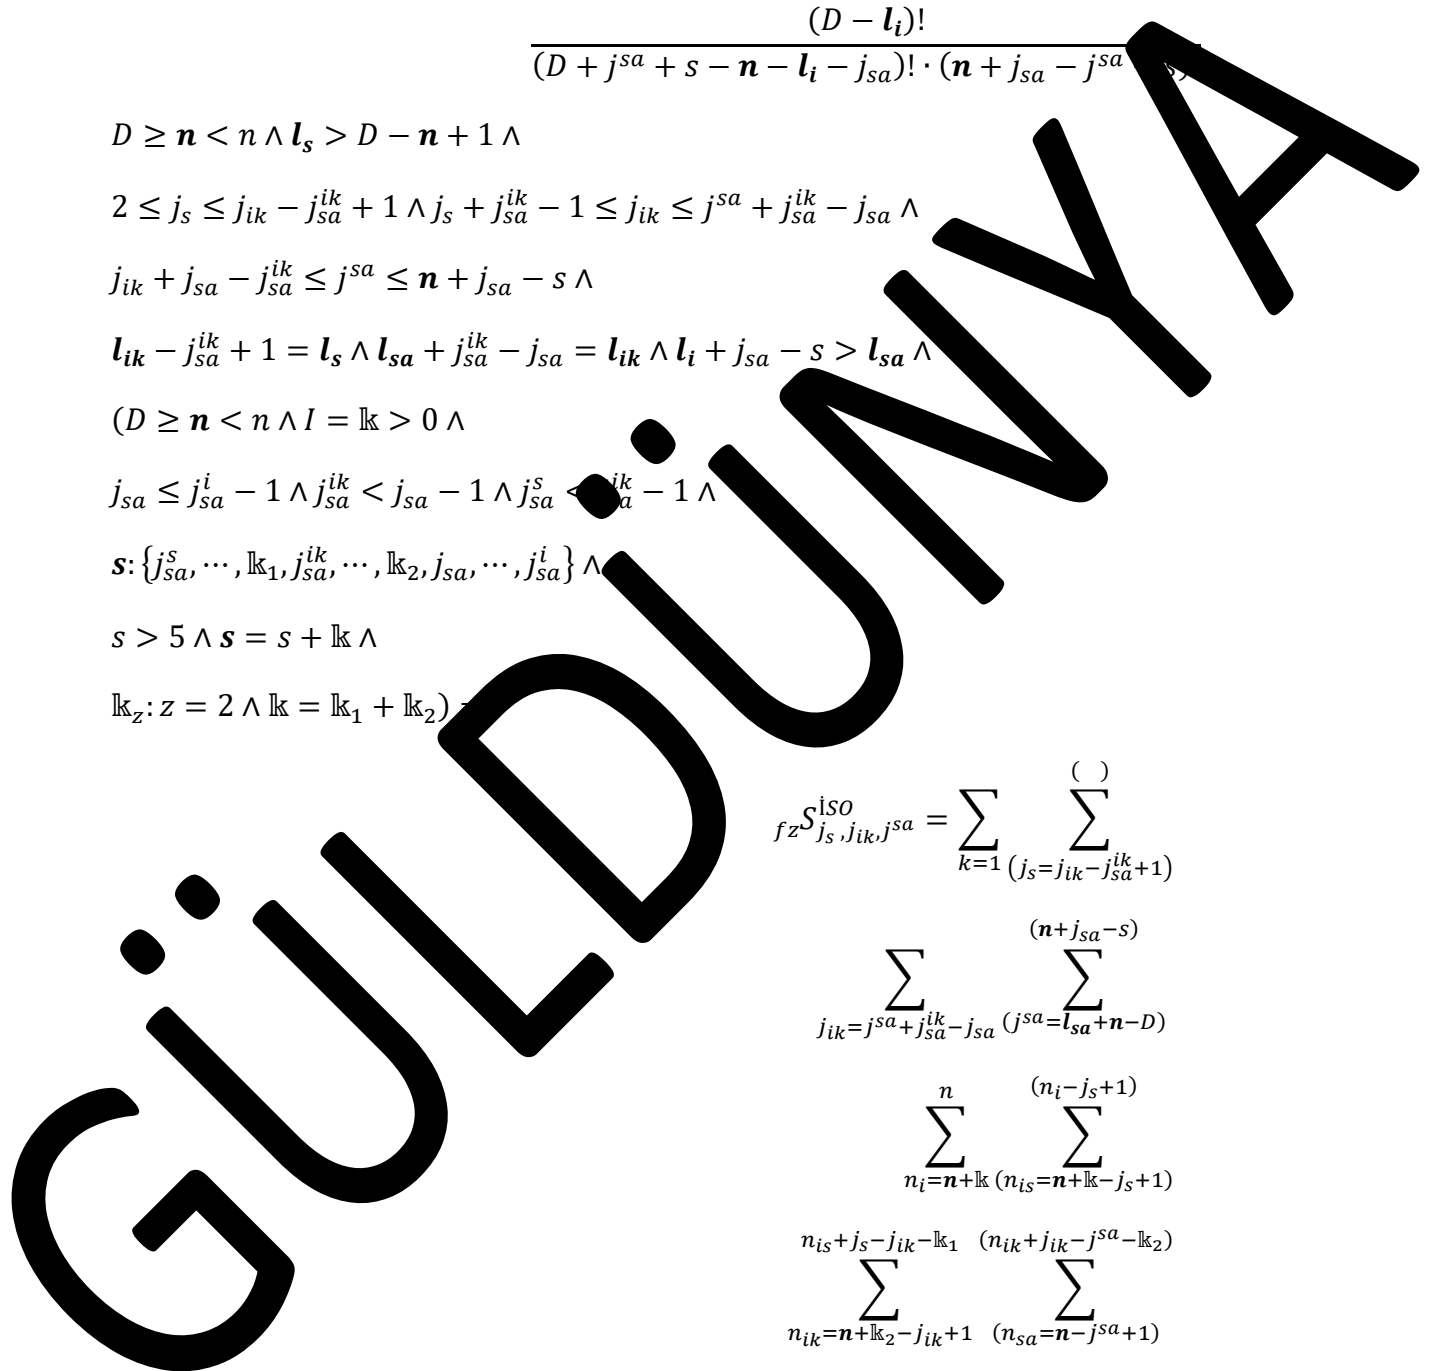 (D − l_i)!
(D + j^{sa} + s − n − l_i − j_{sa})! · (n + j_{sa} − j^{sa}
D ≥ n < n ∧ l_s > D − n + 1 ∧
2 ≤ j_s ≤ j_{ik} − j_{sa}^{ik} + 1 ∧ j_s + j_{sa}^{ik} − 1 ≤ j_{ik} ≤ j^{sa} + j_{sa}^{ik} − j_{sa} ∧
j_{ik} + j_{sa} − j_{sa}^{ik} ≤ j^{sa} ≤ n + j_{sa} − s ∧
l_{ik} − j_{sa}^{ik} + 1 = l_s ∧ l_{sa} + j_{sa}^{ik} − j_{sa} = l_{ik} ∧ l_i + j_{sa} − s > l_{sa} ∧
(D ≥ n < n ∧ I = 𝕜 > 0 ∧
j_{sa} ≤ j_{sa}^{i} − 1 ∧ j_{sa}^{ik} < j_{sa} − 1 ∧ j_{sa}^{s} < − 1 ∧
s: {j_{sa}^{s}, ⋯ , 𝕜_1, j_{sa}^{ik}, ⋯ , 𝕜_2, j_{sa}, ⋯ , j_{sa}^{i}} ∧
s > 5 ∧ s = s + 𝕜 ∧
𝕜_z: z = 2 ∧ 𝕜 = 𝕜_1 + 𝕜_2)
_{fz}S_{j_s, j_{ik}, j^{sa}}^{İSO} = ∑_{k=1} ∑_{(j_s=j_{ik}−j_{sa}^{ik}+1)}^{( )}
∑_{j_{ik}=j^{sa}+j_{sa}^{ik}−j_{sa}} ∑_{(j^{sa}=l_{sa}+n−D)}^{(n+j_{sa}−s)}
∑_{n_i=n+𝕜}^{n} ∑_{(n_{is}=n+𝕜−j_s+1)}^{(n_i−j_s+1)}
∑_{n_{ik}=n+𝕜_2−j_{ik}+1}^{n_{is}+j_s−j_{ik}−𝕜_1} ∑_{(n_{sa}=n−j^{sa}+1)}^{(n_{ik}+j_{ik}−j^{sa}−𝕜_2)}
GÜLDÜNYA